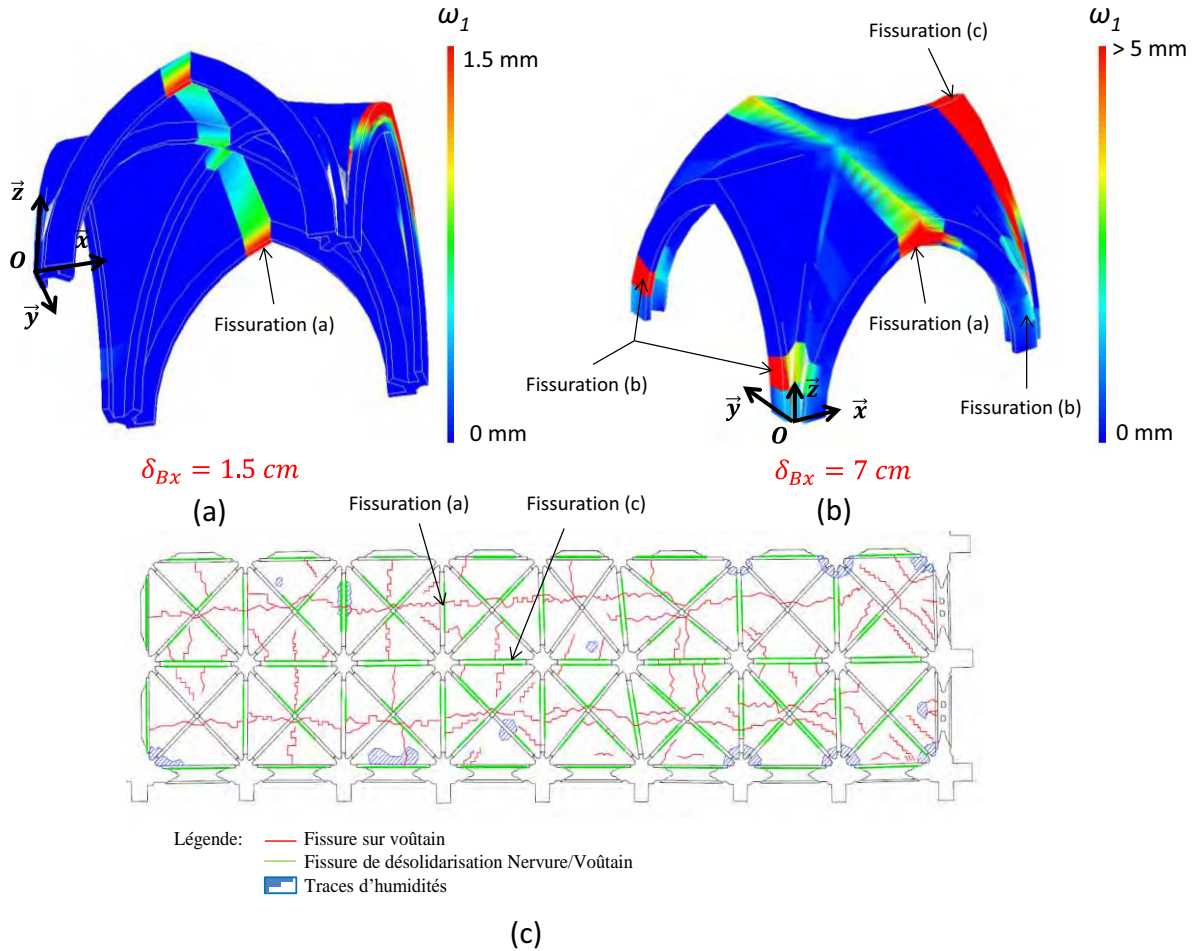 ω1
1.5 mm
0 mm
z
x
O
y
Fissuration (a)
δBx = 1.5 cm
(a)
ω1
> 5 mm
0 mm
Fissuration (c)
Fissuration (a)
Fissuration (b)
Fissuration (b)
y
z
x
O
δBx = 7 cm
(b)
Fissuration (a)
Fissuration (c)
Légende:
Fissure sur voûtain
Fissure de désolidarisation Nervure/Voûtain
Traces d’humidités
(c)